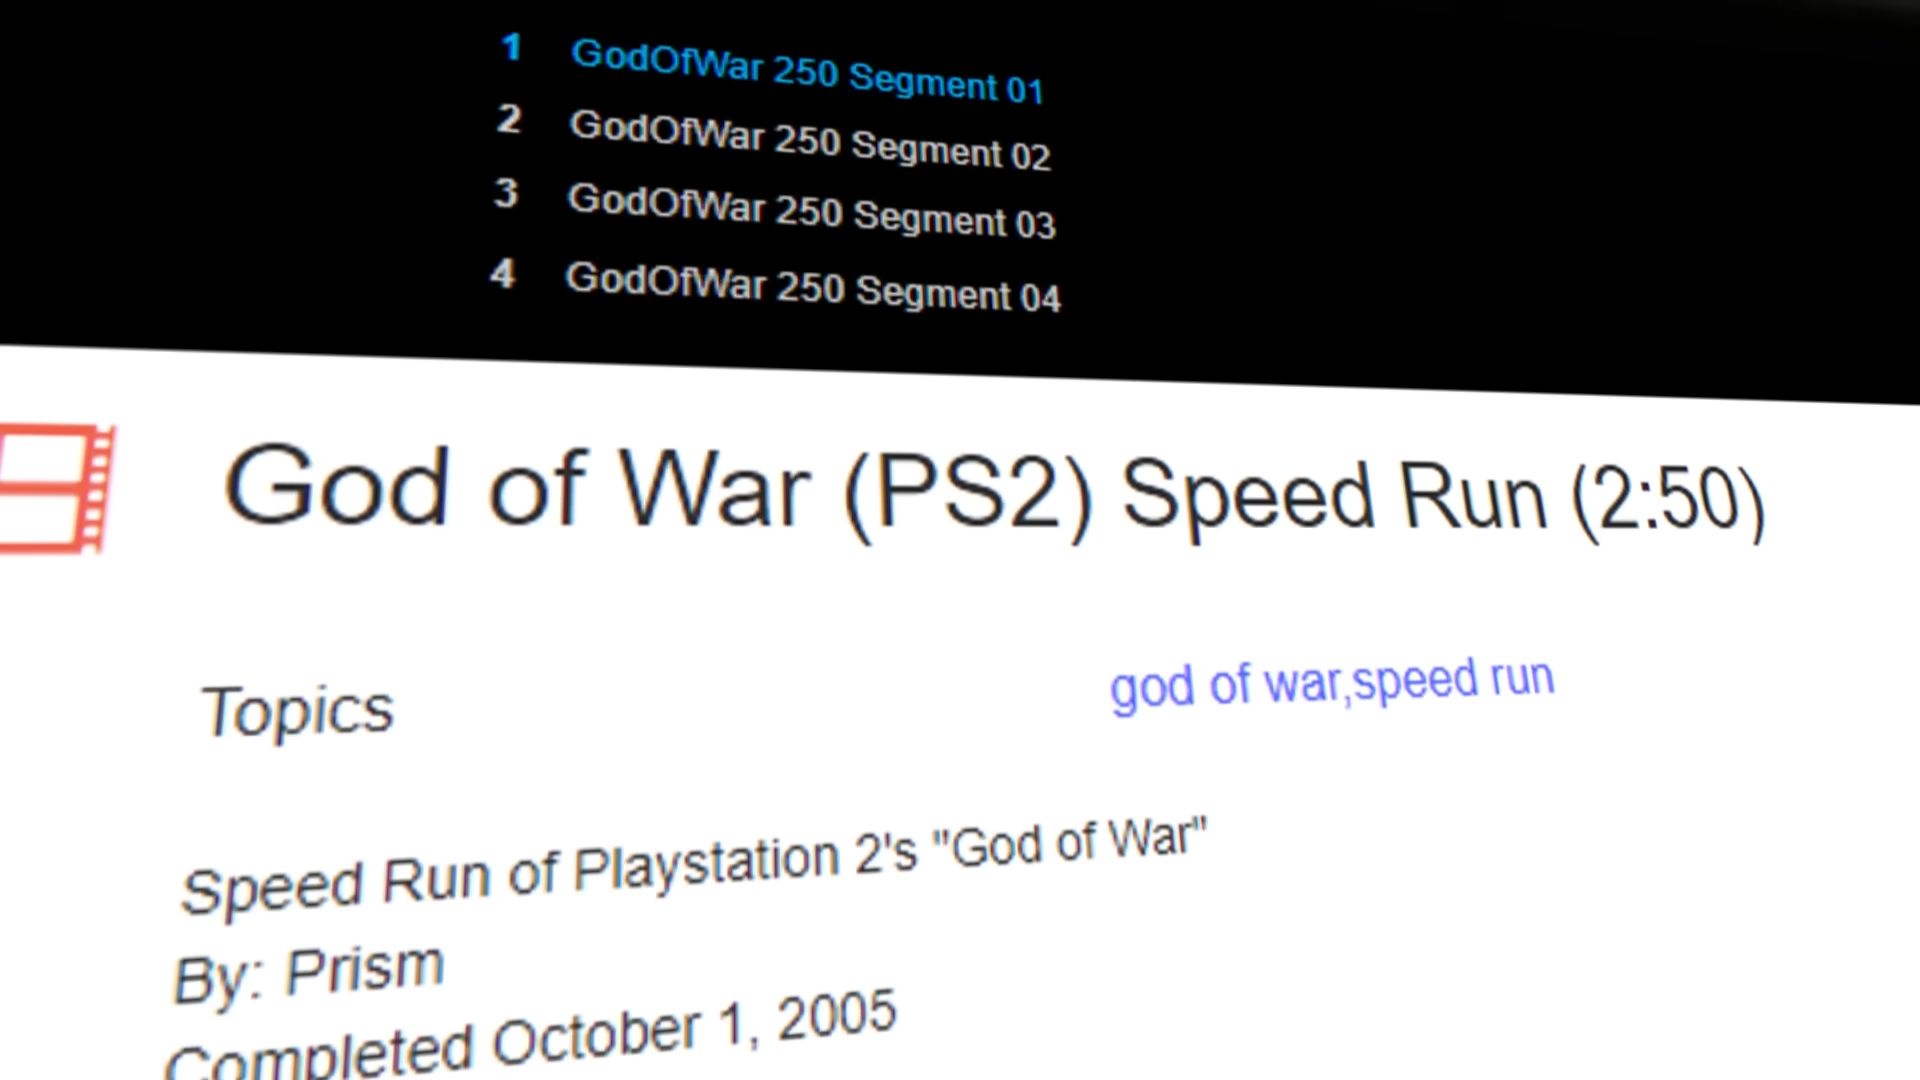 1 GodOfWar 250 Segment 01
2 GodOfWar 250 Segment 02
3 GodOfWar 250 Segment 03
4 GodOfWar 250 Segment 04
God of War (PS2) Speed Run (2:50)
Topics god of war,speed run
Speed Run of Playstation 2's "God of War"
By: Prism
Completed October 1, 2005